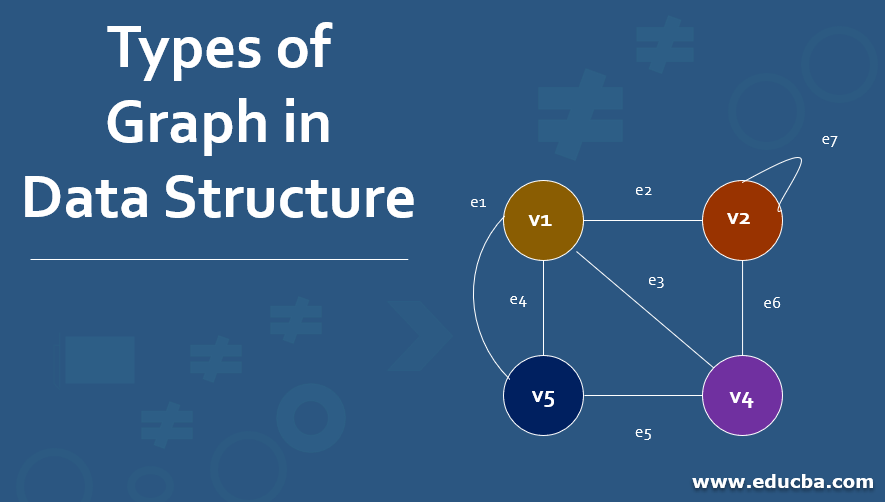 Types of
Graph in
Data Structure
e7
e2
e1
v1
v2
e3
e4
e6
v5
v4
e5
www.educba.com